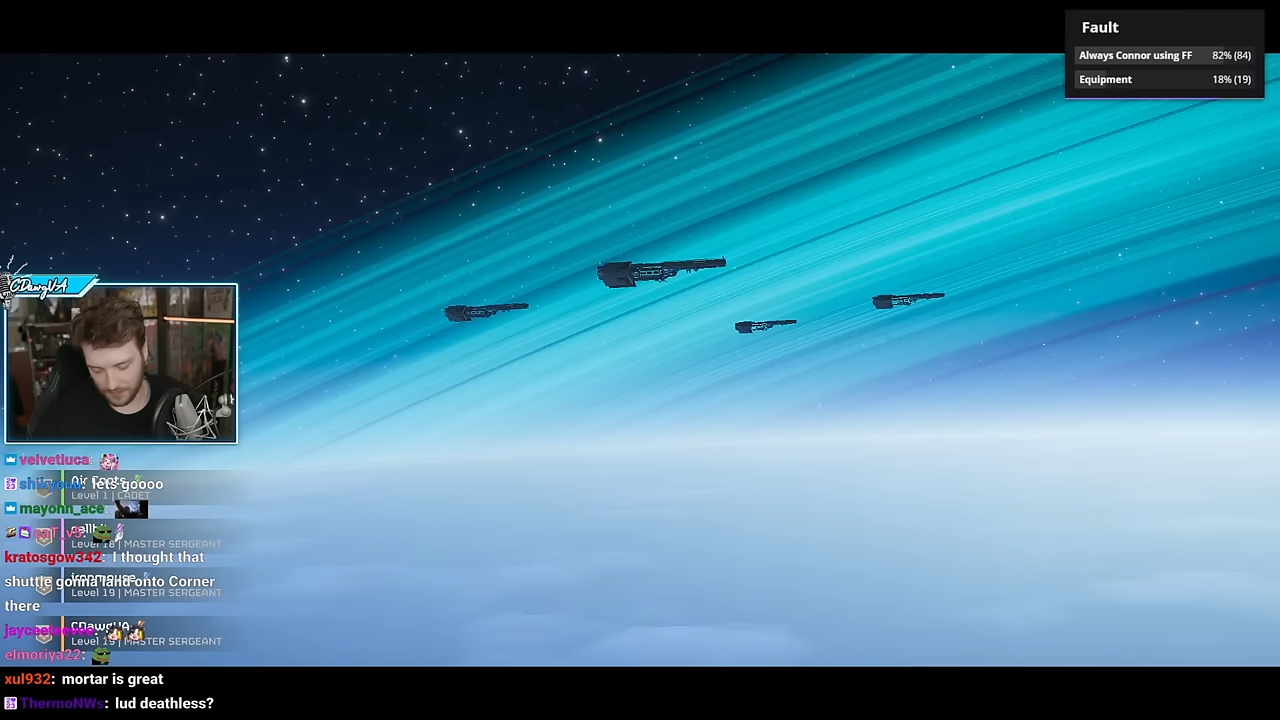 Fault
Always Connor using FF 82% (84)
Equipment 18% (19)
CDawgVA
velvetluca:
lets goooo
Level 1 | CADET
mayohn_ace:
Level 18 | MASTER SERGEANT
kratosgow342: I thought that
shuttle gonna land onto Corner
ironmouse
Level 19 | MASTER SERGEANT
there
CDawgVA
Level 19 | MASTER SERGEANT
elmoriya22:
xul932: mortar is great
ThermoNWs: lud deathless?